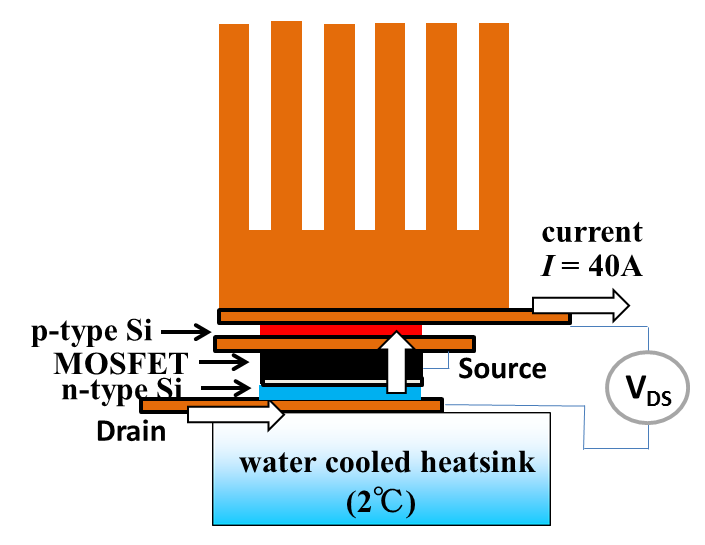 current
I = 40A
p-type Si
MOSFET
n-type Si
Source
Drain
VDS
water cooled heatsink
(2℃)